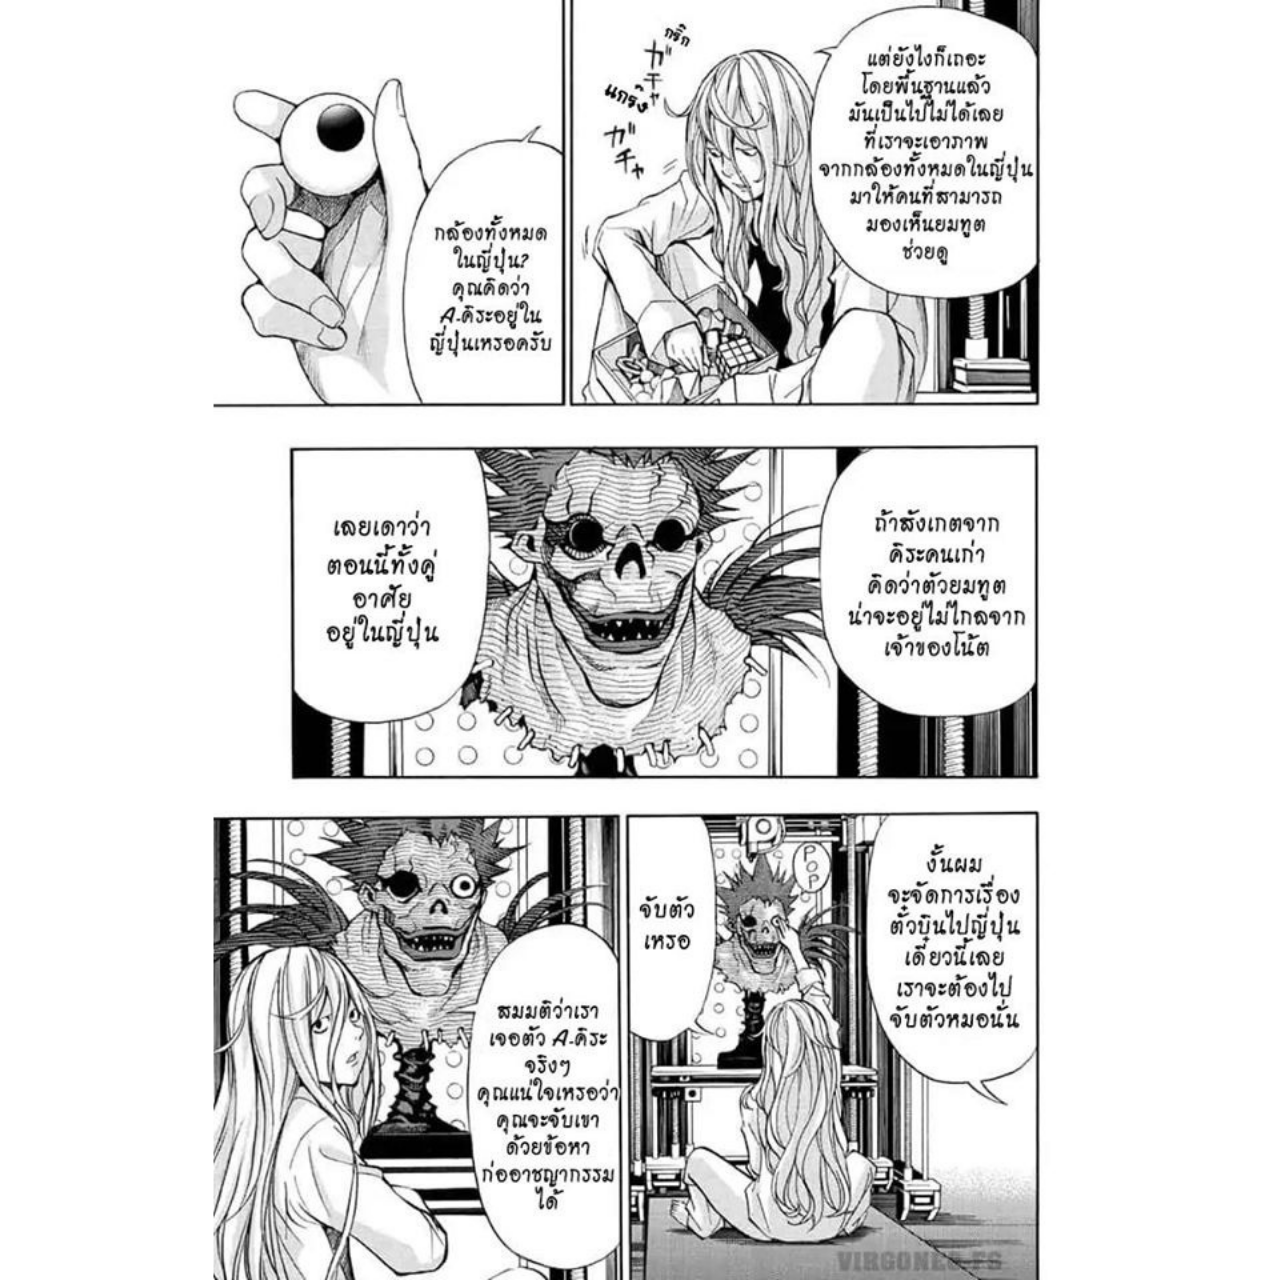 แต่ยังไงก็เถอะ
โดยพื้นฐานแล้ว
มันเป็นไปไม่ได้เลย
ที่เราจะเอาภาพ
จากกล้องทั้งหมดในญี่ปุ่น
มาให้คนที่สามารถ
มองเห็นยมทูต
ช่วยดู
กริ๊ก
ガチャ
แกร๊ง
ガチャ
กล้องทั้งหมด
ในญี่ปุ่น?
คุณคิดว่า
A-คิระอยู่ใน
ญี่ปุ่นเหรอครับ
ถ้าสังเกตจาก
คิระคนเก่า
คิดว่าตัวยมทูต
น่าจะอยู่ไม่ไกลจาก
เจ้าของโน้ต
เลยเดาว่า
ตอนนี้ทั้งคู่
อาศัย
อยู่ในญี่ปุ่น
งั้นผม
จะจัดการเรื่อง
ตั๋วบินไปญี่ปุ่น
เดี๋ยวนี้เลย
เราจะต้องไป
จับตัวหมอนั่น
POP
จับตัว
เหรอ
สมมติว่าเรา
เจอตัว A-คิระ
จริงๆ
คุณแน่ใจเหรอว่า
คุณจะจับเขา
ด้วยข้อหา
ก่ออาชญากรรม
ได้
VIRGONEO-FS